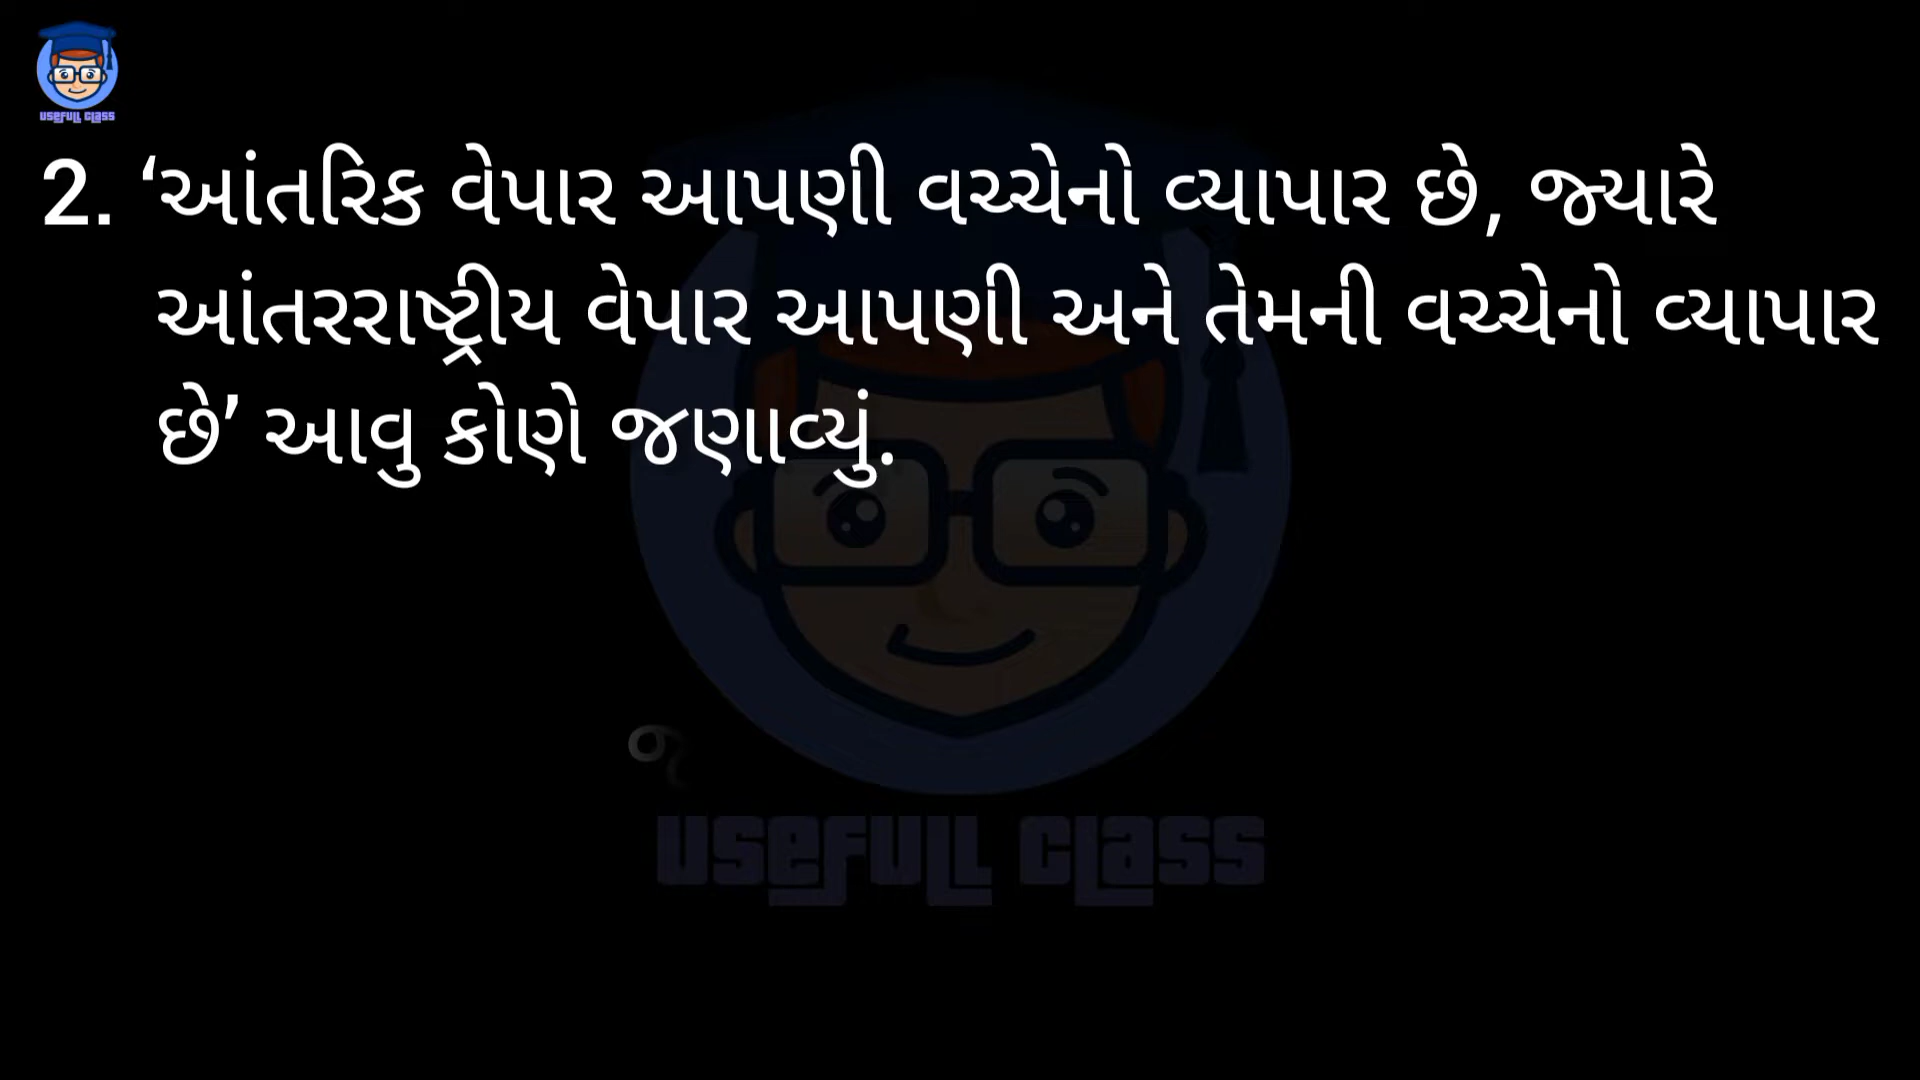 USEFULL CLASS
2. ‘આંતરિક વેપાર આપણી વચ્ચેનો વ્યાપાર છે, જ્યારે
આંતરરાષ્ટ્રીય વેપાર આપણી અને તેમની વચ્ચેનો વ્યાપાર
છે’ આવુ કોણે જણાવ્યું.
USEFULL CLASS